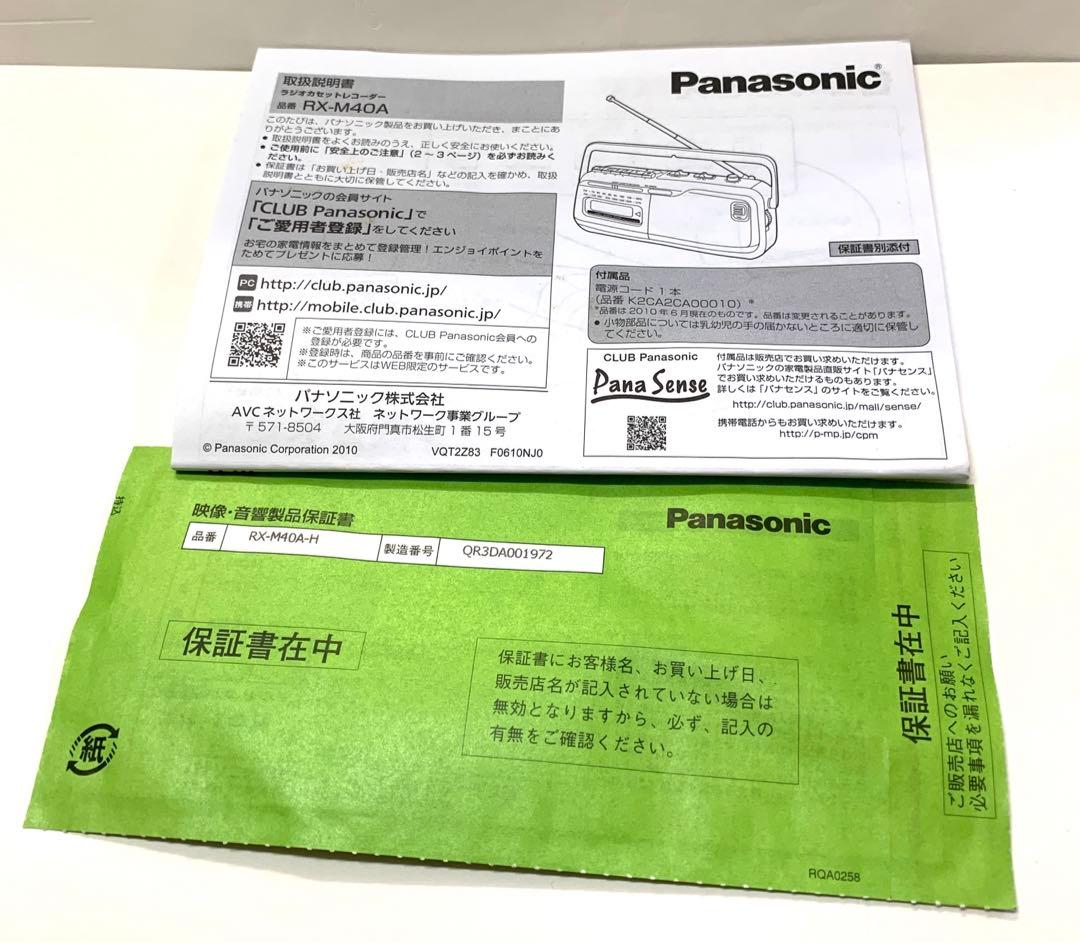 取扱説明書
ラジオカセットレコーダー
品番 RX-M40A
このたびは、パナソニック製品をお買い上げいただき、まことにあ
りがとうございます。
● 取扱説明書をよくお読みのうえ、正しく安全にお使いください。
● ご使用前に「安全上のご注意」(2～3ページ)を必ずお読みく
ださい。
● 保証書は「お買い上げ日・販売店名」などの記入を確かめ、取扱
説明書とともに大切に保管してください。
パナソニックの会員サイト
「CLUB Panasonic」で
「ご愛用者登録」をしてください
お宅の家電情報をまとめて登録管理！エンジョイポイントを
ためてプレゼントに応募！
PC http://club.panasonic.jp/
携帯 http://mobile.club.panasonic.jp/
※ご愛用者登録には、CLUB Panasonic会員への
登録が必要です。
※登録時は、商品の品番を事前にご確認ください。
※このサービスはWEB限定のサービスです。
パナソニック株式会社
AVCネットワークス社 ネットワーク事業グループ
〒571-8504 大阪府門真市松生町1番15号
© Panasonic Corporation 2010
VQT2Z83 F0610NJ0
Panasonic®
保証書別添付
付属品
電源コード 1本
(品番 K2CA2CA00010) *
*品番は2010年6月現在のものです。品番は変更されることがあります。
● 小物部品については乳幼児の手の届かないところに適切に保管し
てください。
CLUB Panasonic
Pana Sense
付属品は販売店でお買い求めいただけます。
パナソニックの家電製品直販サイト「パナセンス」
でお買い求めいただけるものもあります。
詳しくは「パナセンス」のサイトをご覧ください。
http://club.panasonic.jp/mall/sense/
携帯電話からもお買い求めいただけます。
http://p-mp.jp/cpm
持込
映像・音響製品保証書
Panasonic
品番 RX-M40A-H 製造番号 QR3DA001972
保証書在中
保証書にお客様名、お買い上げ日、
販売店名が記入されていない場合は
無効となりますから、必ず、記入の
有無をご確認ください。
紙
保証書在中
ご販売店へのお願い
必要事項を漏れなくご記入ください
RQA0258